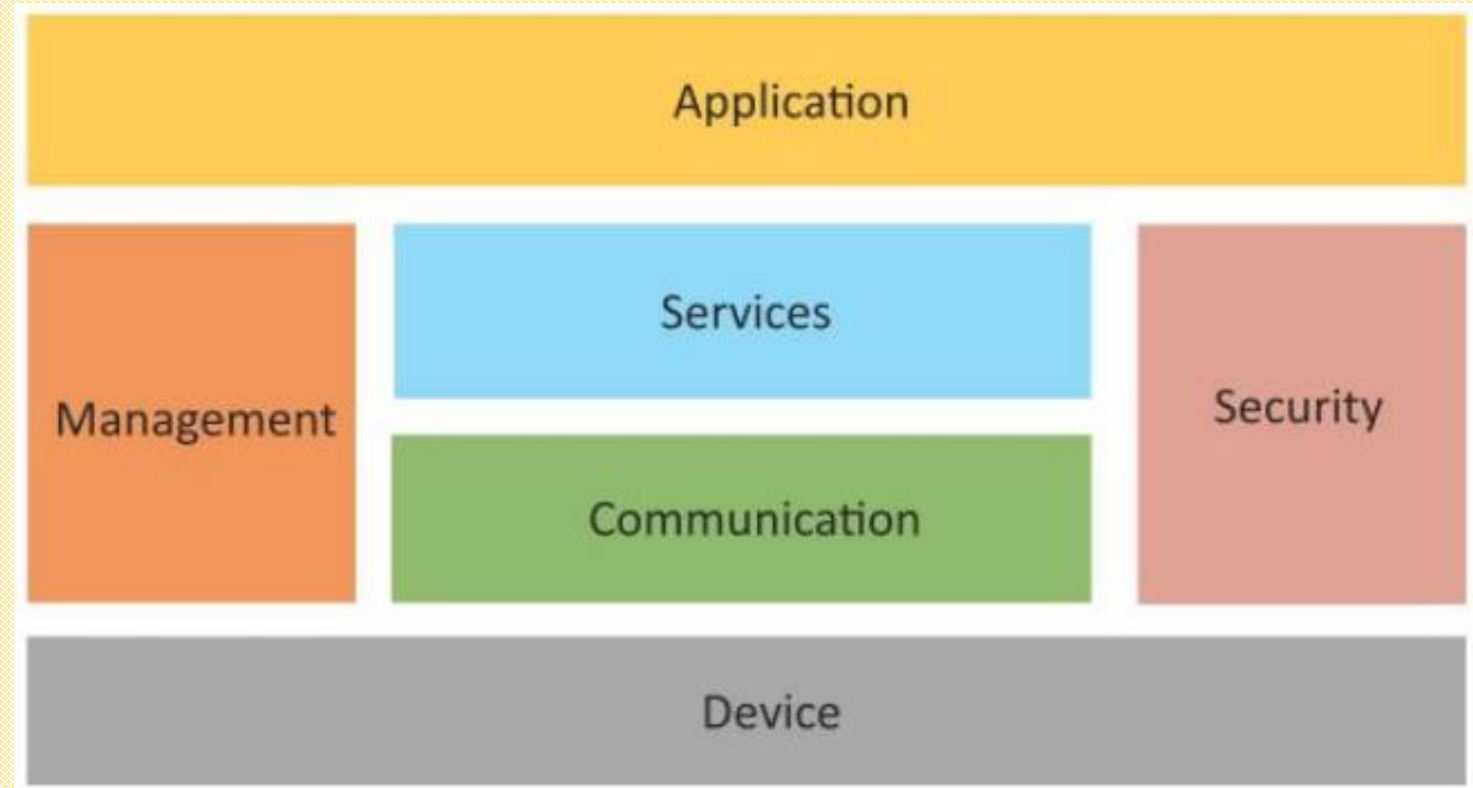 Application
Services
Management
Security
Communication
Device